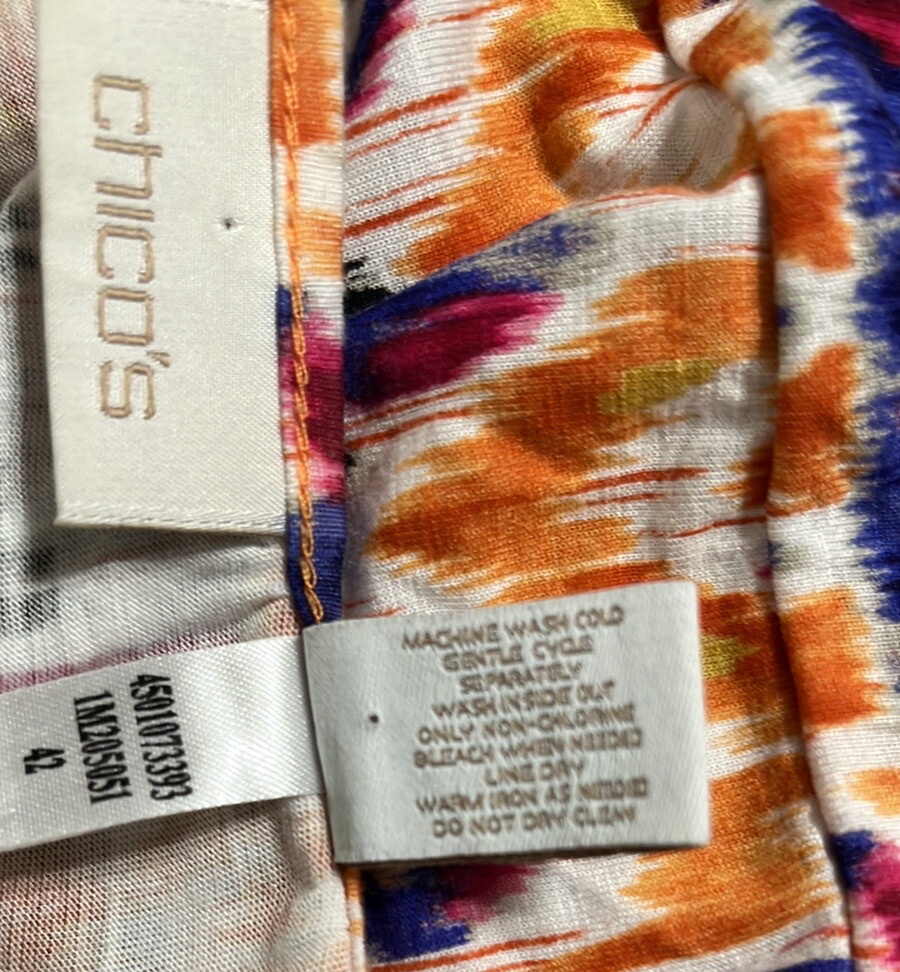 chico's
MACHINE WASH COLD
GENTLE CYCLE
SEPARATELY
WASH INSIDE OUT
ONLY NON-CHLORINE
BLEACH WHEN NEEDED
LINE DRY
WARM IRON AS NEEDED
DO NOT DRY CLEAN
4501073393
1M205051
42